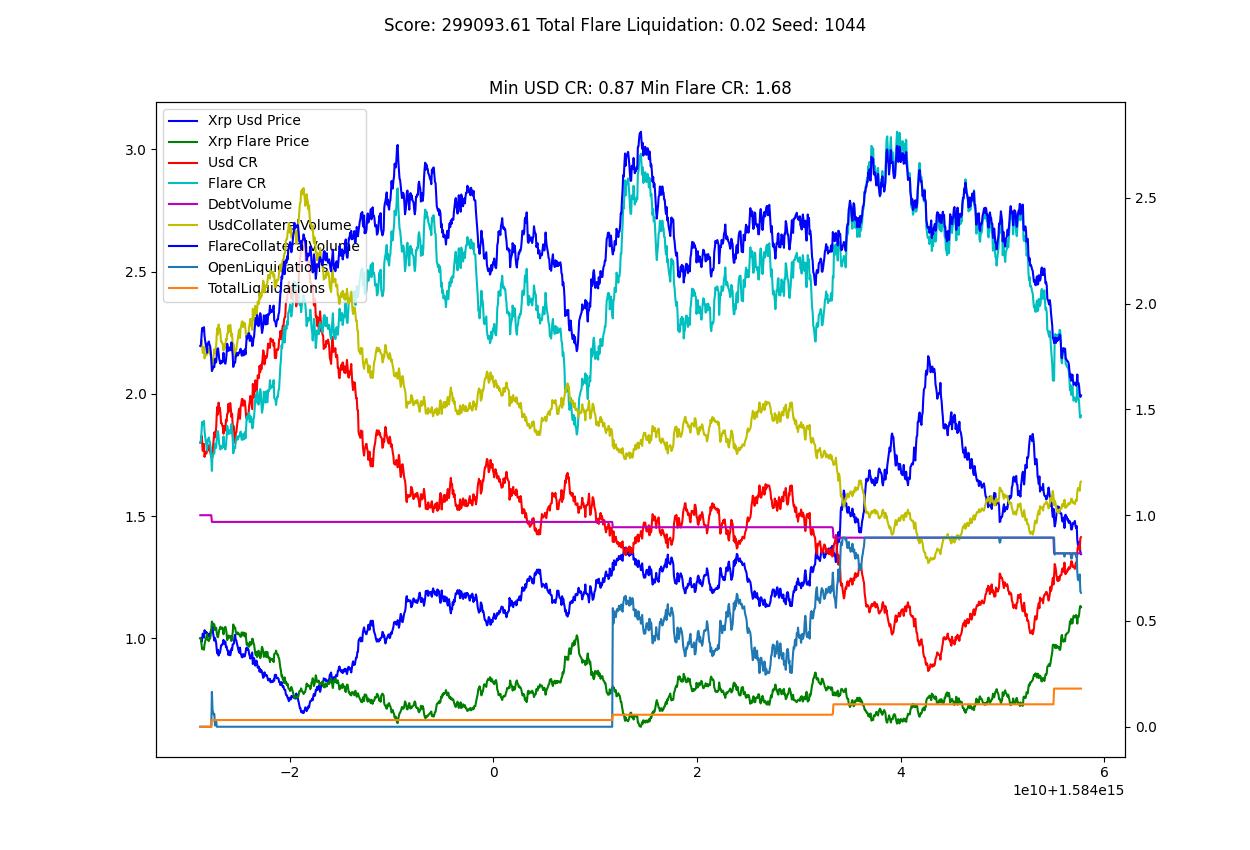 Score: 299093.61 Total Flare Liquidation: 0.02 Seed: 1044
Min USD CR: 0.87 Min Flare CR: 1.68
Xrp Usd Price
Xrp Flare Price
Usd CR
Flare CR
DebtVolume
UsdCollateralVolume
FlareCollateralVolume
OpenLiquidations
TotalLiquidations
3.0
2.5
2.0
1.5
1.0
2.5
2.0
1.5
1.0
0.5
0.0
−2
0
2
4
6
1e10+1.584e15